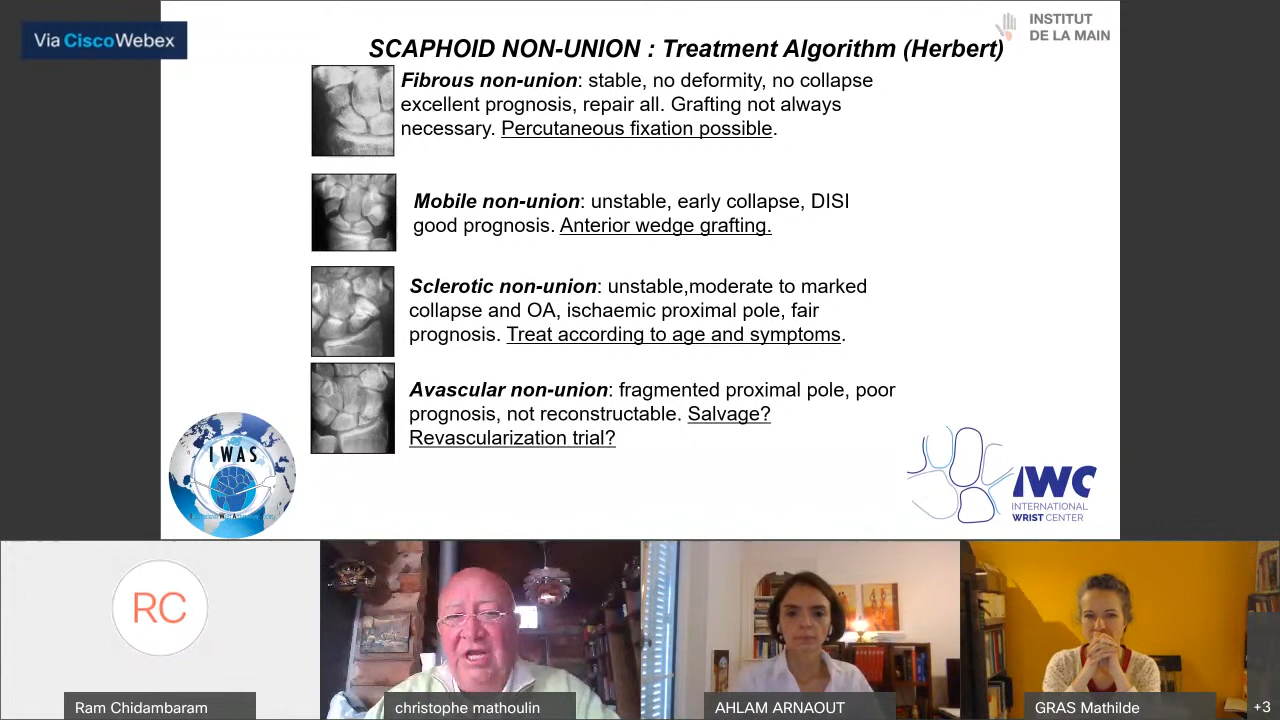 Via Cisco Webex
INSTITUT
DE LA MAIN
SCAPHOID NON-UNION : Treatment Algorithm (Herbert)
Fibrous non-union: stable, no deformity, no collapse
excellent prognosis, repair all. Grafting not always
necessary. Percutaneous fixation possible.
Mobile non-union: unstable, early collapse, DISI
good prognosis. Anterior wedge grafting.
Sclerotic non-union: unstable,moderate to marked
collapse and OA, ischaemic proximal pole, fair
prognosis. Treat according to age and symptoms.
Avascular non-union: fragmented proximal pole, poor
prognosis, not reconstructable. Salvage?
Revascularization trial?
IWAS
IWC
INTERNATIONAL
WRIST CENTER
RC
Ram Chidambaram
christophe mathoulin
AHLAM ARNAOUT
GRAS Mathilde
+3